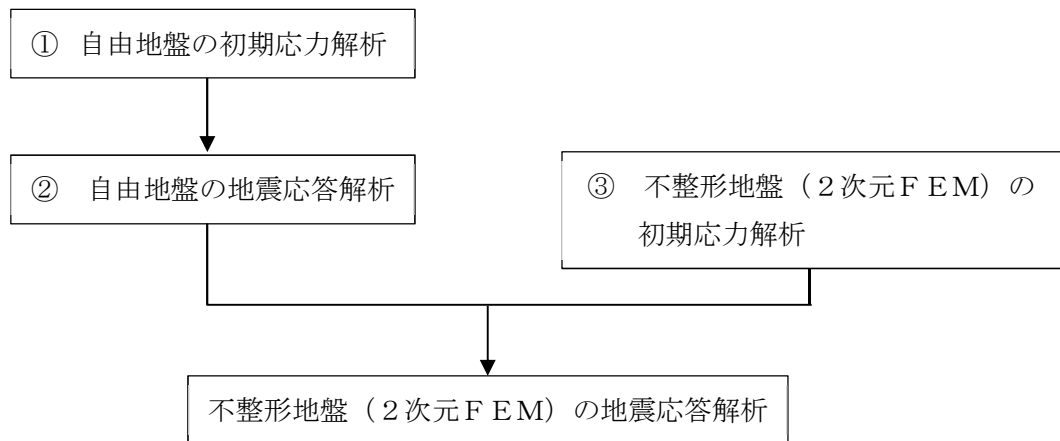 ① 自由地盤の初期応力解析
② 自由地盤の地震応答解析
③ 不整形地盤（２次元ＦＥＭ）の
初期応力解析
不整形地盤（２次元ＦＥＭ）の地震応答解析